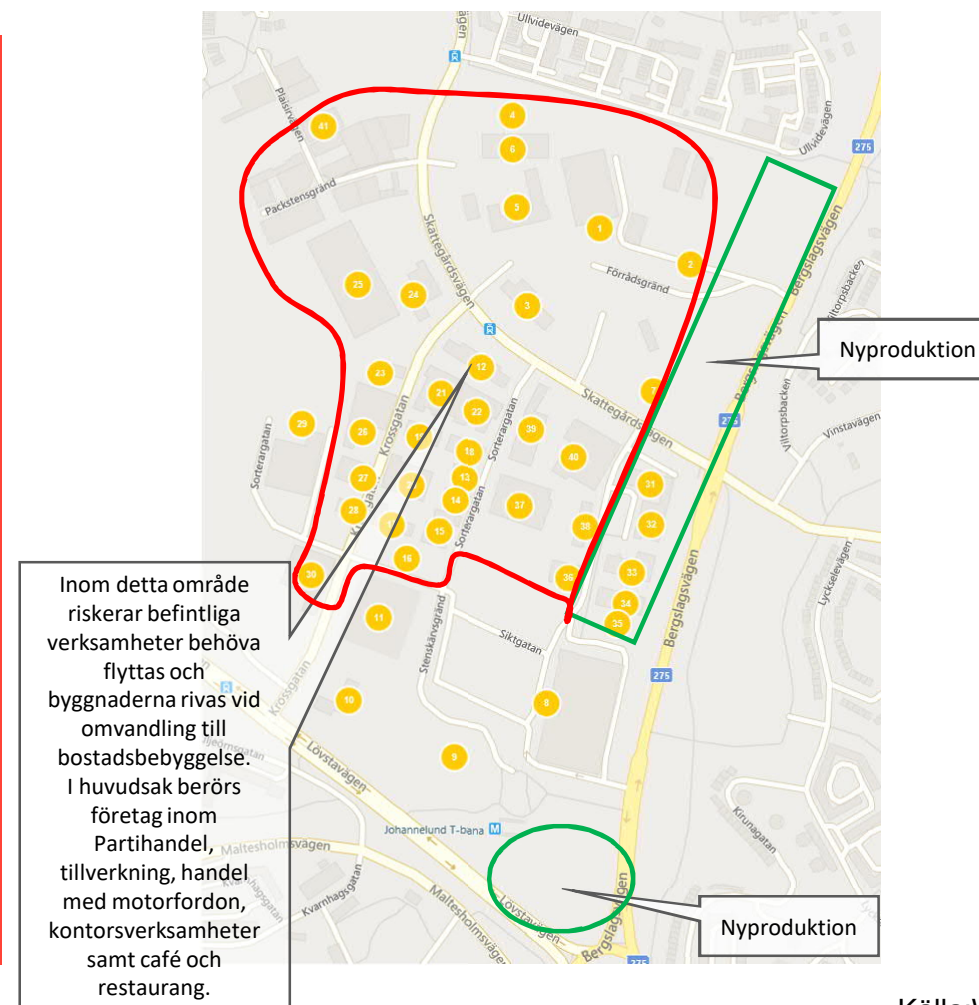 Ullvidevägen
Plaisirvägen
41
4
6
Ullvidevägen
275
Packstensgränd
5
1
Skattegårdsvägen
2
Förrådsgränd
Bergslagsvägen
25
24
3
Viltorpsbacken
Nyproduktion
12
23
21
7
Skattegårdsvägen
Bergslagsvägen
Viltorpsbacken
22
275
29
26
Krossgatan
Sorterargatan
39
Vinstavägen
18
40
Sorterargatan
27
13
31
28
14
37
32
15
38
Sorterargatan
16
30
36
33
Bergslagsvägen
Lyckselevägen
34
35
11
Stenskärvsgränd
Siktgatan
Krossgatan
275
10
8
9
Lövstavägen
Johannelund T-bana M
Maltesholmsvägen
Kvarnhagsgatan
Kvarnhagsgatan
Kirunagatan
Maltesholmsvägen
Lövstavägen
Bergslagsvägen
275
Nyproduktion
Inom detta område
riskerar befintliga
verksamheter behöva
flyttas och
byggnaderna rivas vid
omvandling till
bostadsbebyggelse.
I huvudsak berörs
företag inom
Partihandel,
tillverkning, handel
med motorfordon,
kontorsverksamheter
samt café och
restaurang.